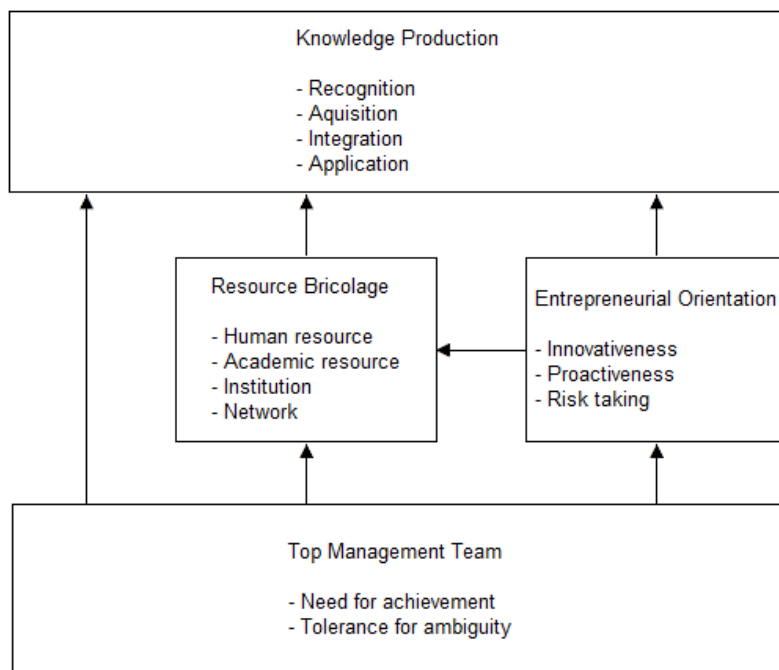 Knowledge Production
- Recognition
- Aquisition
- Integration
- Application
Resource Bricolage
- Human resource
- Academic resource
- Institution
- Network
Entrepreneurial Orientation
- Innovativeness
- Proactiveness
- Risk taking
Top Management Team
- Need for achievement
- Tolerance for ambiguity